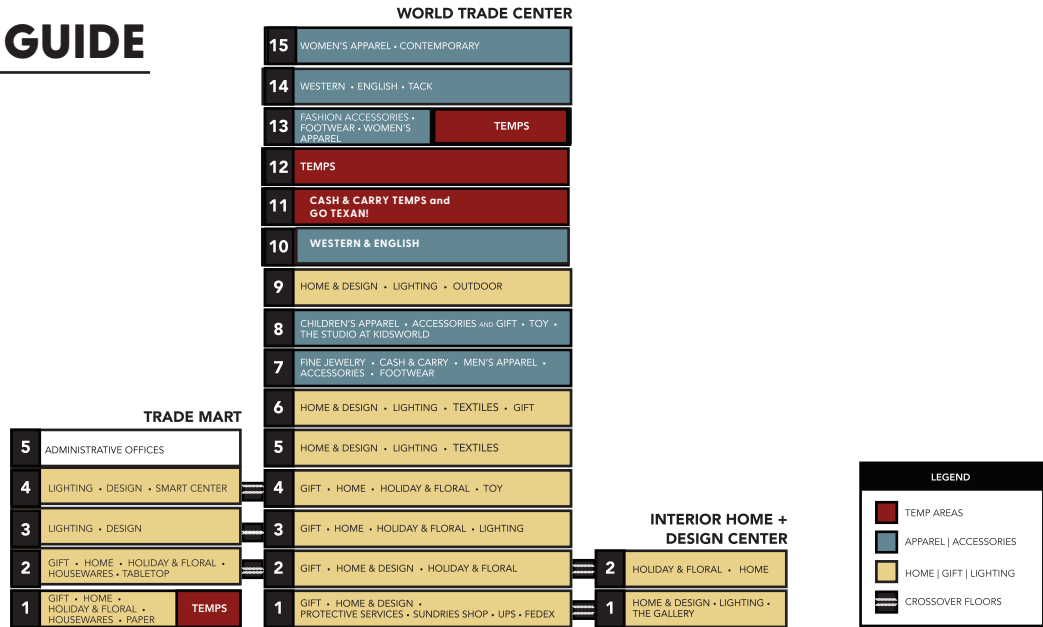 GUIDE
WORLD TRADE CENTER
15 WOMEN'S APPAREL • CONTEMPORARY
14 WESTERN • ENGLISH • TACK
13 FASHION ACCESSORIES •
FOOTWEAR • WOMEN'S
APPAREL
TEMPS
12 TEMPS
11 CASH & CARRY TEMPS and
GO TEXAN!
10 WESTERN & ENGLISH
9 HOME & DESIGN • LIGHTING • OUTDOOR
8 CHILDREN'S APPAREL • ACCESSORIES AND GIFT • TOY •
THE STUDIO AT KIDSWORLD
7 FINE JEWELRY • CASH & CARRY • MEN'S APPAREL •
ACCESSORIES • FOOTWEAR
6 HOME & DESIGN • LIGHTING • TEXTILES • GIFT
5 HOME & DESIGN • LIGHTING • TEXTILES
4 GIFT • HOME • HOLIDAY & FLORAL • TOY
3 GIFT • HOME • HOLIDAY & FLORAL • LIGHTING
2 GIFT • HOME & DESIGN • HOLIDAY & FLORAL
1 GIFT • HOME & DESIGN •
PROTECTIVE SERVICES • SUNDRIES SHOP • UPS • FEDEX
TRADE MART
5 ADMINISTRATIVE OFFICES
4 LIGHTING • DESIGN • SMART CENTER
3 LIGHTING • DESIGN
2 GIFT • HOME • HOLIDAY & FLORAL •
HOUSEWARES • TABLETOP
1 GIFT • HOME •
HOLIDAY & FLORAL •
HOUSEWARES • PAPER
TEMPS
INTERIOR HOME +
DESIGN CENTER
2 HOLIDAY & FLORAL • HOME
1 HOME & DESIGN • LIGHTING •
THE GALLERY
LEGEND
TEMP AREAS
APPAREL | ACCESSORIES
HOME | GIFT | LIGHTING
CROSSOVER FLOORS